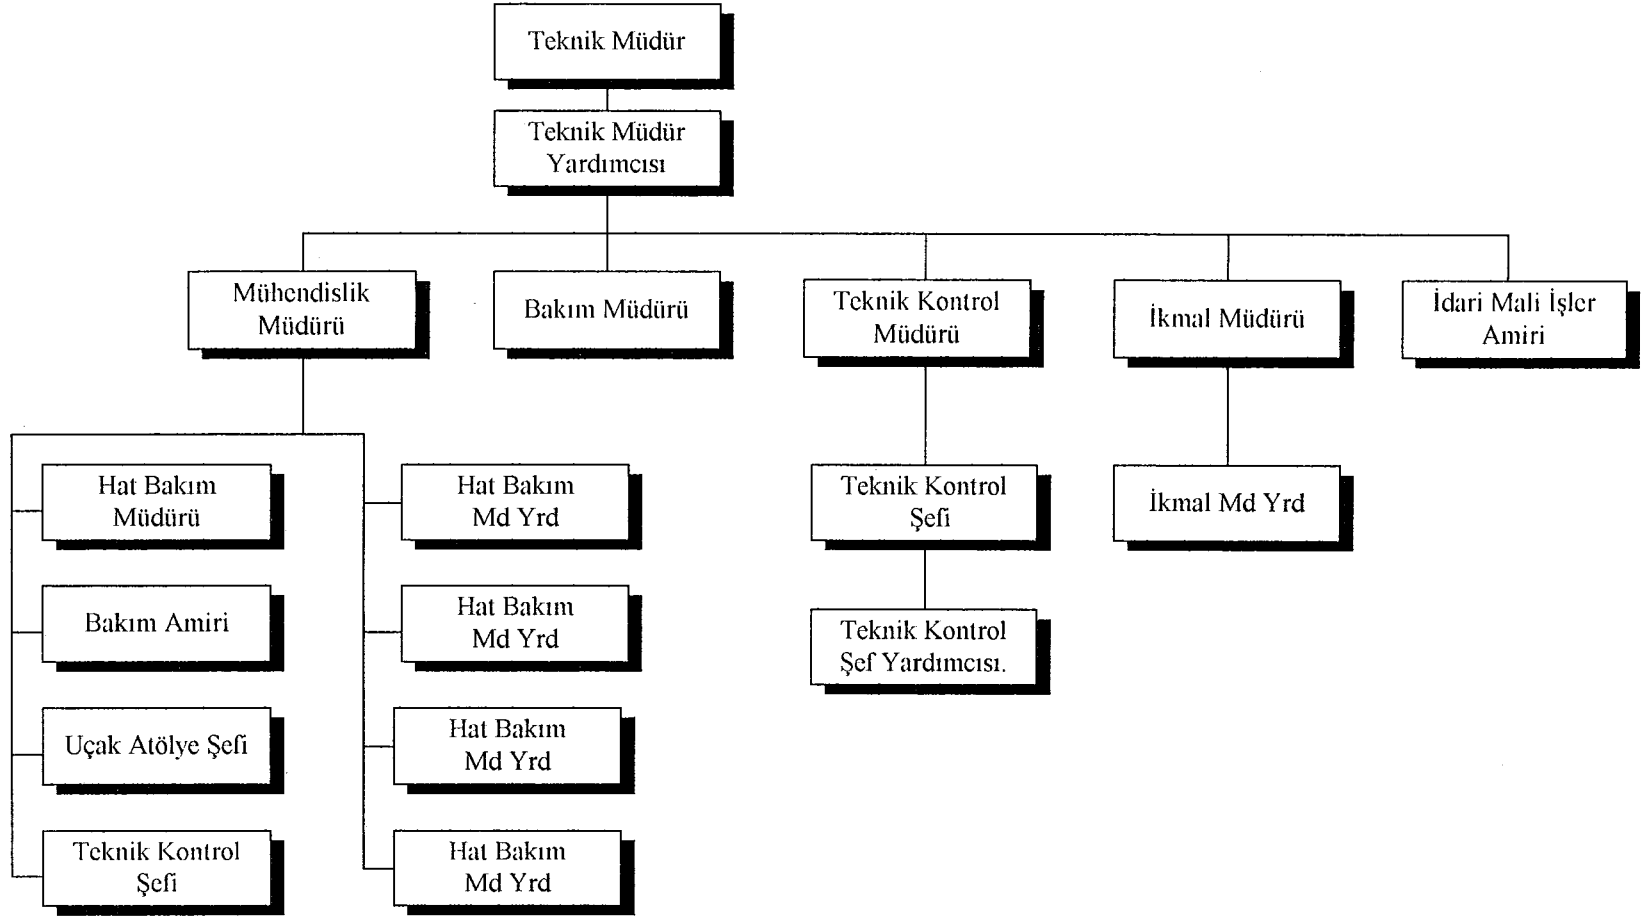 Teknik Müdür
Teknik Müdür
Yardımcısı
Mühendislik
Müdürü
Bakım Müdürü
Teknik Kontrol
Müdürü
İkmal Müdürü
İdari Mali İşler
Amiri
Hat Bakım
Müdürü
Hat Bakım
Md Yrd
Teknik Kontrol
Şefi
İkmal Md Yrd
Bakım Amiri
Hat Bakım
Md Yrd
Teknik Kontrol
Şef Yardımcısı.
Uçak Atölye Şefi
Hat Bakım
Md Yrd
Teknik Kontrol
Şefi
Hat Bakım
Md Yrd